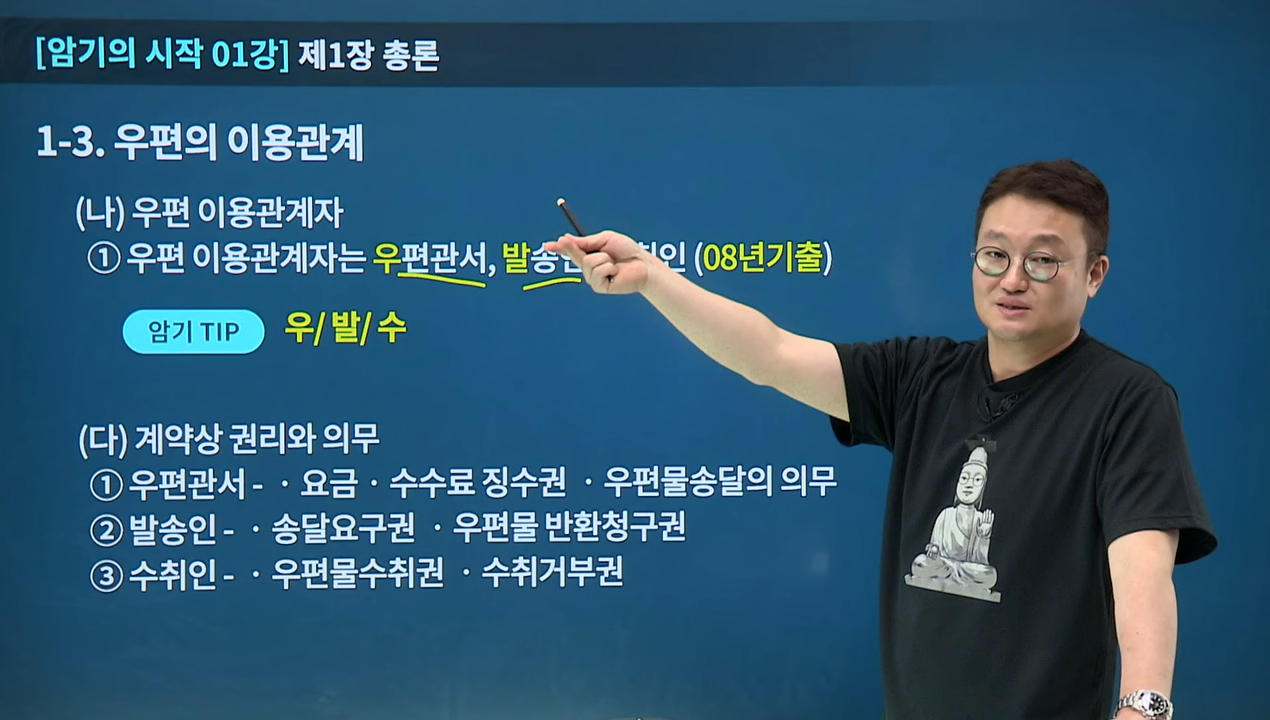 [암기의 시작 01강] 제1장 총론
1-3. 우편의 이용관계
(나) 우편 이용관계자
① 우편 이용관계자는 우편관서, 발송인 (08년기출)
암기 TIP 우/ 발/ 수
(다) 계약상 권리와 의무
① 우편관서 - · 요금 · 수수료 징수권 · 우편물송달의 의무
② 발송인 - · 송달요구권 · 우편물 반환청구권
③ 수취인 - · 우편물수취권 · 수취거부권